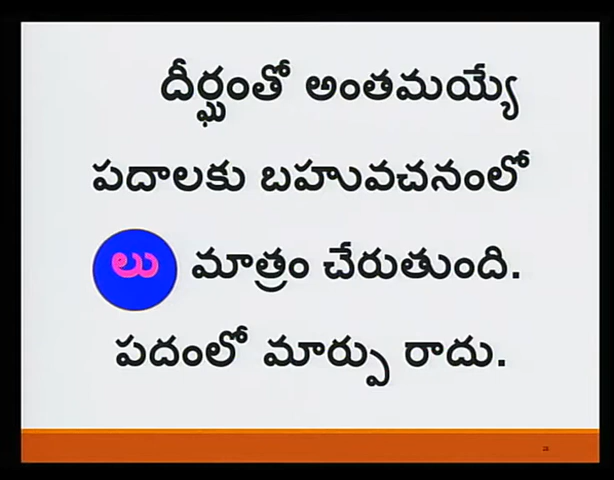 దీర్ఘంతో అంతమయ్యే
పదాలకు బహువచనంలో
లు మాత్రం చేరుతుంది.
పదంలో మార్పు రాదు.